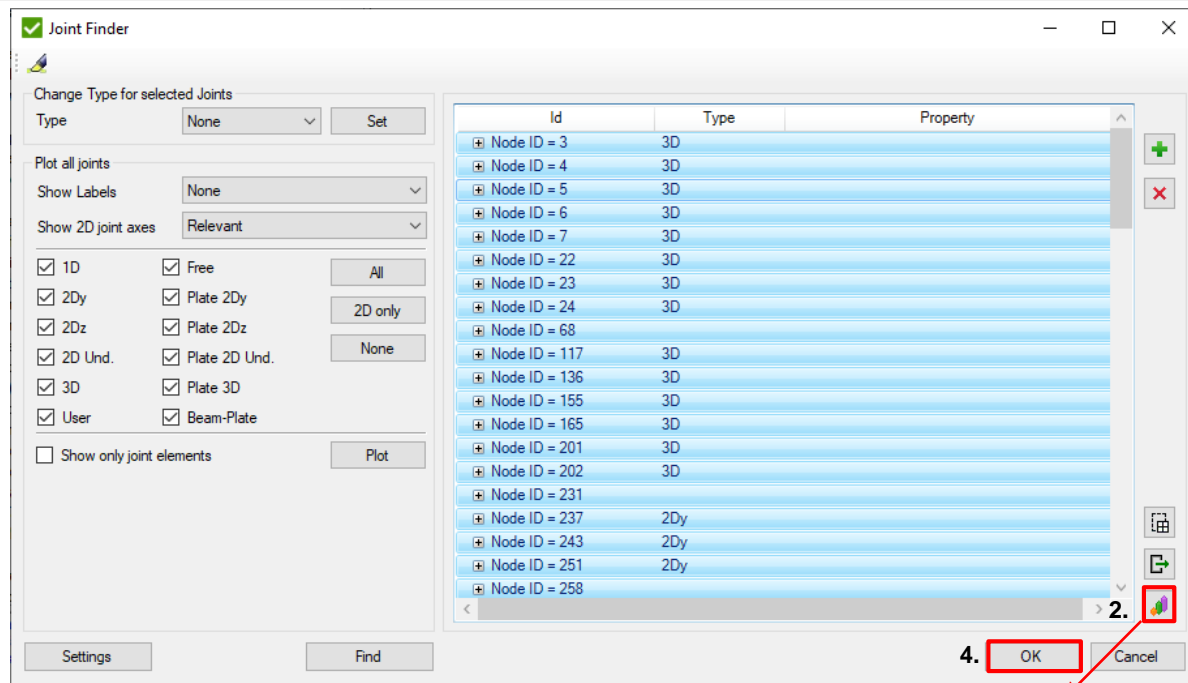 Joint Finder
Change Type for selected Joints
Type None Set
Plot all joints
Show Labels None
Show 2D joint axes Relevant
1D Free All
2Dy Plate 2Dy 2D only
2Dz Plate 2Dz
2D Und. Plate 2D Und. None
3D Plate 3D
User Beam-Plate
Show only joint elements Plot
Id Type Property
Node ID = 3 3D
Node ID = 4 3D
Node ID = 5 3D
Node ID = 6 3D
Node ID = 7 3D
Node ID = 22 3D
Node ID = 23 3D
Node ID = 24 3D
Node ID = 68
Node ID = 117 3D
Node ID = 136 3D
Node ID = 155 3D
Node ID = 165 3D
Node ID = 201 3D
Node ID = 202 3D
Node ID = 231
Node ID = 237 2Dy
Node ID = 243 2Dy
Node ID = 251 2Dy
Node ID = 258
2.
Settings Find 4. OK Cancel